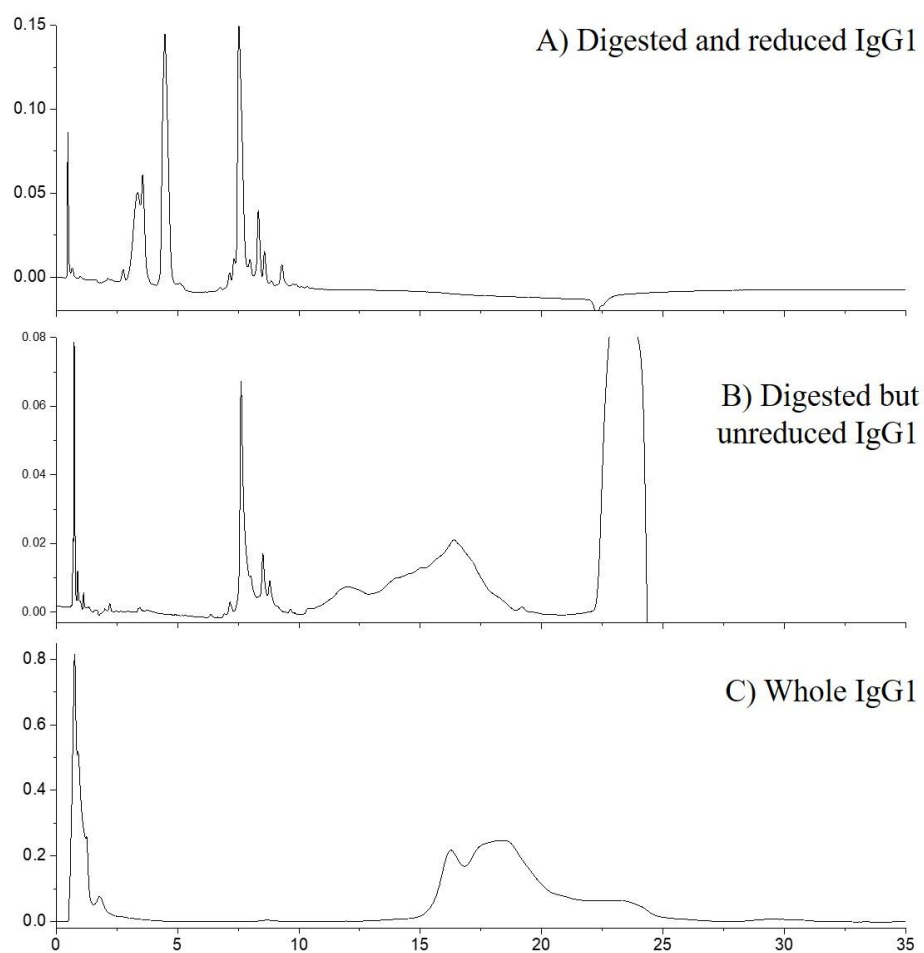 A) Digested and reduced IgG1
0.15
0.10
0.05
0.00
B) Digested but
unreduced IgG1
0.08
0.06
0.04
0.02
0.00
C) Whole IgG1
0.8
0.6
0.4
0.2
0.0
0 5 10 15 20 25 30 35